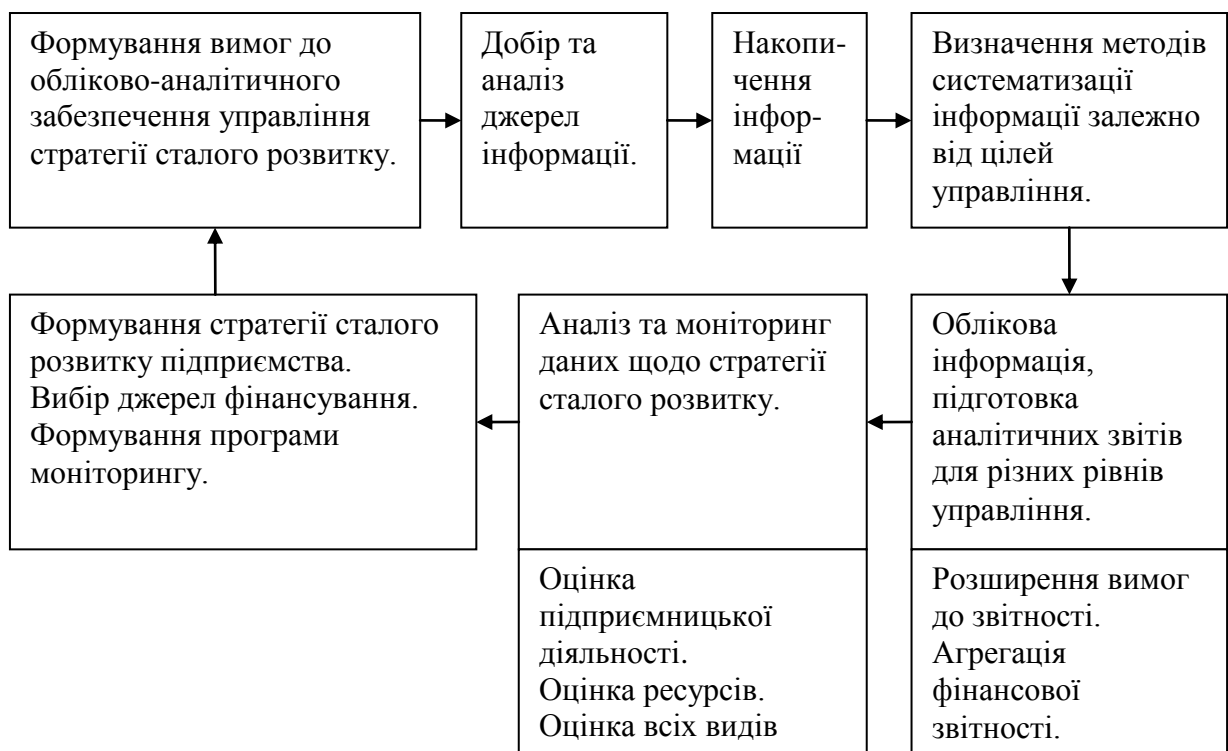 Формування вимог до
обліково-аналітичного
забезпечення управління
стратегії сталого розвитку.
Добір та
аналіз
джерел
інформації.
Накопи-
чення
інфор-
мації
Визначення методів
систематизації
інформації залежно
від цілей
управління.
Формування стратегії сталого
розвитку підприємства.
Вибір джерел фінансування.
Формування програми
моніторингу.
Аналіз та моніторинг
даних щодо стратегії
сталого розвитку.
Облікова
інформація,
підготовка
аналітичних звітів
для різних рівнів
управління.
Оцінка
підприємницької
діяльності.
Оцінка ресурсів.
Оцінка всіх видів
Розширення вимог
до звітності.
Агрегація
фінансової
звітності.